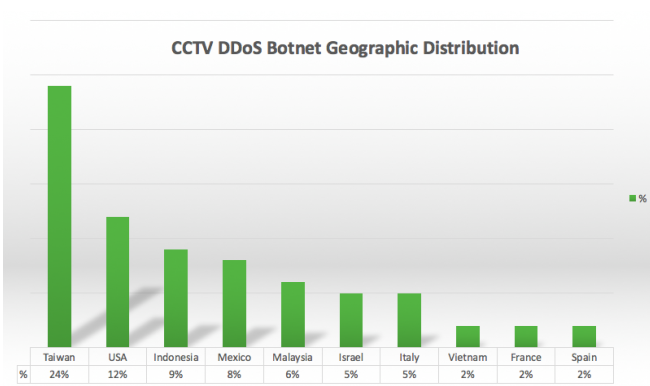 CCTV DDoS Botnet Geographic Distribution
%
Taiwan USA Indonesia Mexico Malaysia Israel Italy Vietnam France Spain
% 24% 12% 9% 8% 6% 5% 5% 2% 2% 2%